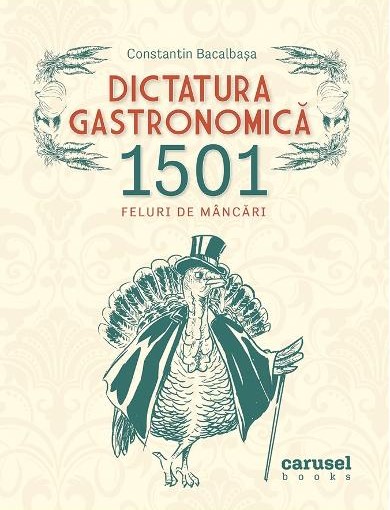 Constantin Bacalbașa
DICTATURA
GASTRONOMICĂ
1501
FELURI DE MÂNCĂRI
carusel
books